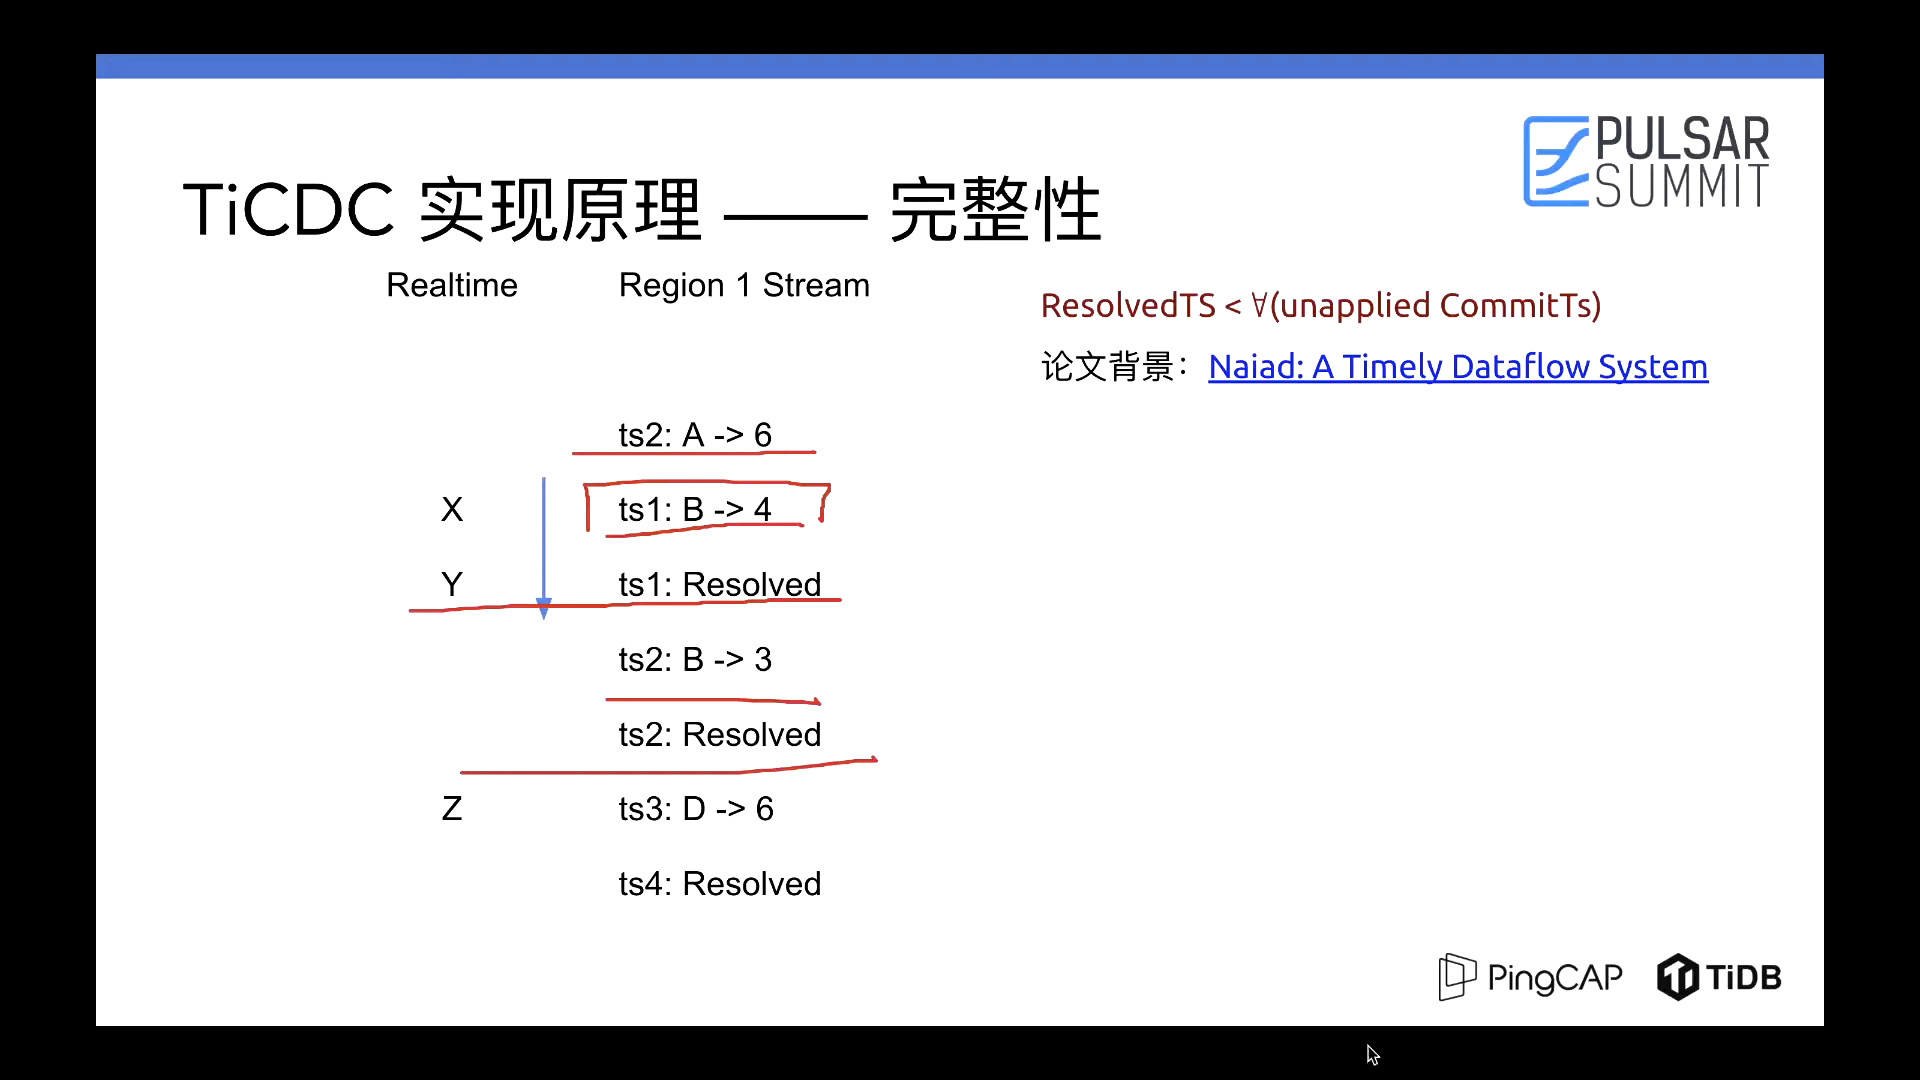 PULSAR
SUMMIT
TiCDC 实现原理 —— 完整性
Realtime
Region 1 Stream
ResolvedTS < ∀(unapplied CommitTs)
论文背景：Naiad: A Timely Dataflow System
ts2: A -> 6
X
ts1: B -> 4
Y
ts1: Resolved
ts2: B -> 3
ts2: Resolved
Z
ts3: D -> 6
ts4: Resolved
PingCAP
TiDB